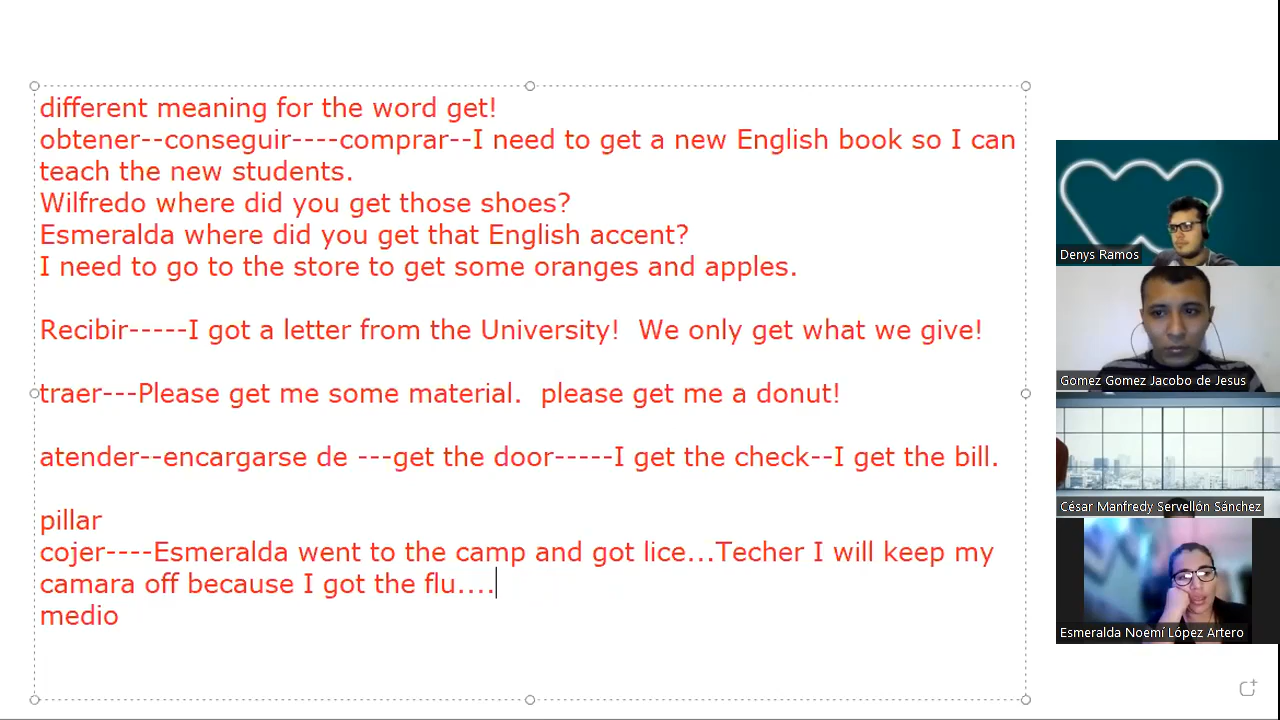 different meaning for the word get!
obtener--conseguir----comprar--I need to get a new English book so I can
teach the new students.
Wilfredo where did you get those shoes?
Esmeralda where did you get that English accent?
I need to go to the store to get some oranges and apples.
Recibir-----I got a letter from the University!  We only get what we give!
traer---Please get me some material.  please get me a donut!
atender--encargarse de ---get the door-----I get the check--I get the bill.
pillar
cojer----Esmeralda went to the camp and got lice...Techer I will keep my
camara off because I got the flu....
medio
Denys Ramos
Gomez Gomez Jacobo de Jesus
César Manfredy Servellón Sánchez
Esmeralda Noemí López Artero